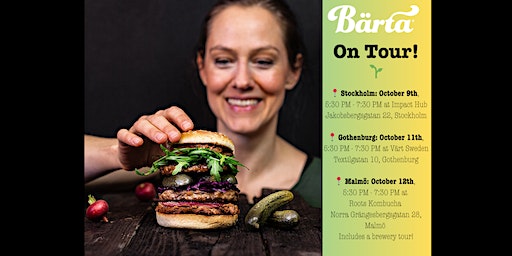 Bärta
On Tour!
Stockholm: October 9th,
5:30 PM - 7:30 PM at Impact Hub
Jakobsbergsgatan 22, Stockholm
Gothenburg: October 11th,
5:30 PM - 7:30 PM at Vårt Sweden
Textilgatan 10, Gothenburg
Malmö: October 12th,
5:30 PM - 7:30 PM at
Roots Kombucha
Norra Grängesbergsgatan 28,
Malmö
Includes a brewery tour!